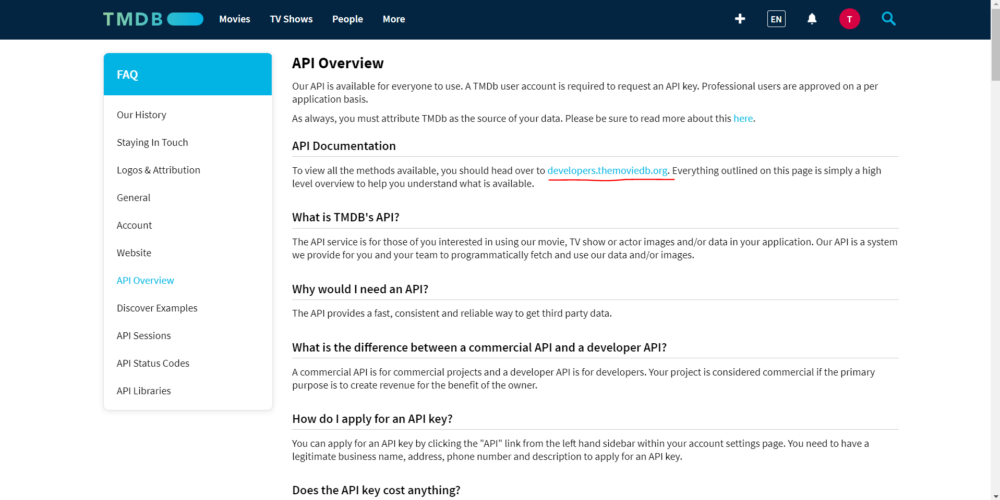 TMDB Movies TV Shows People More EN T
FAQ
Our History
Staying In Touch
Logos & Attribution
General
Account
Website
API Overview
Discover Examples
API Sessions
API Status Codes
API Libraries
API Overview
Our API is available for everyone to use. A TMDb user account is required to request an API key. Professional users are approved on a per
application basis.
As always, you must attribute TMDb as the source of your data. Please be sure to read more about this here.
API Documentation
To view all the methods available, you should head over to developers.themoviedb.org. Everything outlined on this page is simply a high
level overview to help you understand what is available.
What is TMDB's API?
The API service is for those of you interested in using our movie, TV show or actor images and/or data in your application. Our API is a system
we provide for you and your team to programmatically fetch and use our data and/or images.
Why would I need an API?
The API provides a fast, consistent and reliable way to get third party data.
What is the difference between a commercial API and a developer API?
A commercial API is for commercial projects and a developer API is for developers. Your project is considered commercial if the primary
purpose is to create revenue for the benefit of the owner.
How do I apply for an API key?
You can apply for an API key by clicking the "API" link from the left hand sidebar within your account settings page. You need to have a
legitimate business name, address, phone number and description to apply for an API key.
Does the API key cost anything?